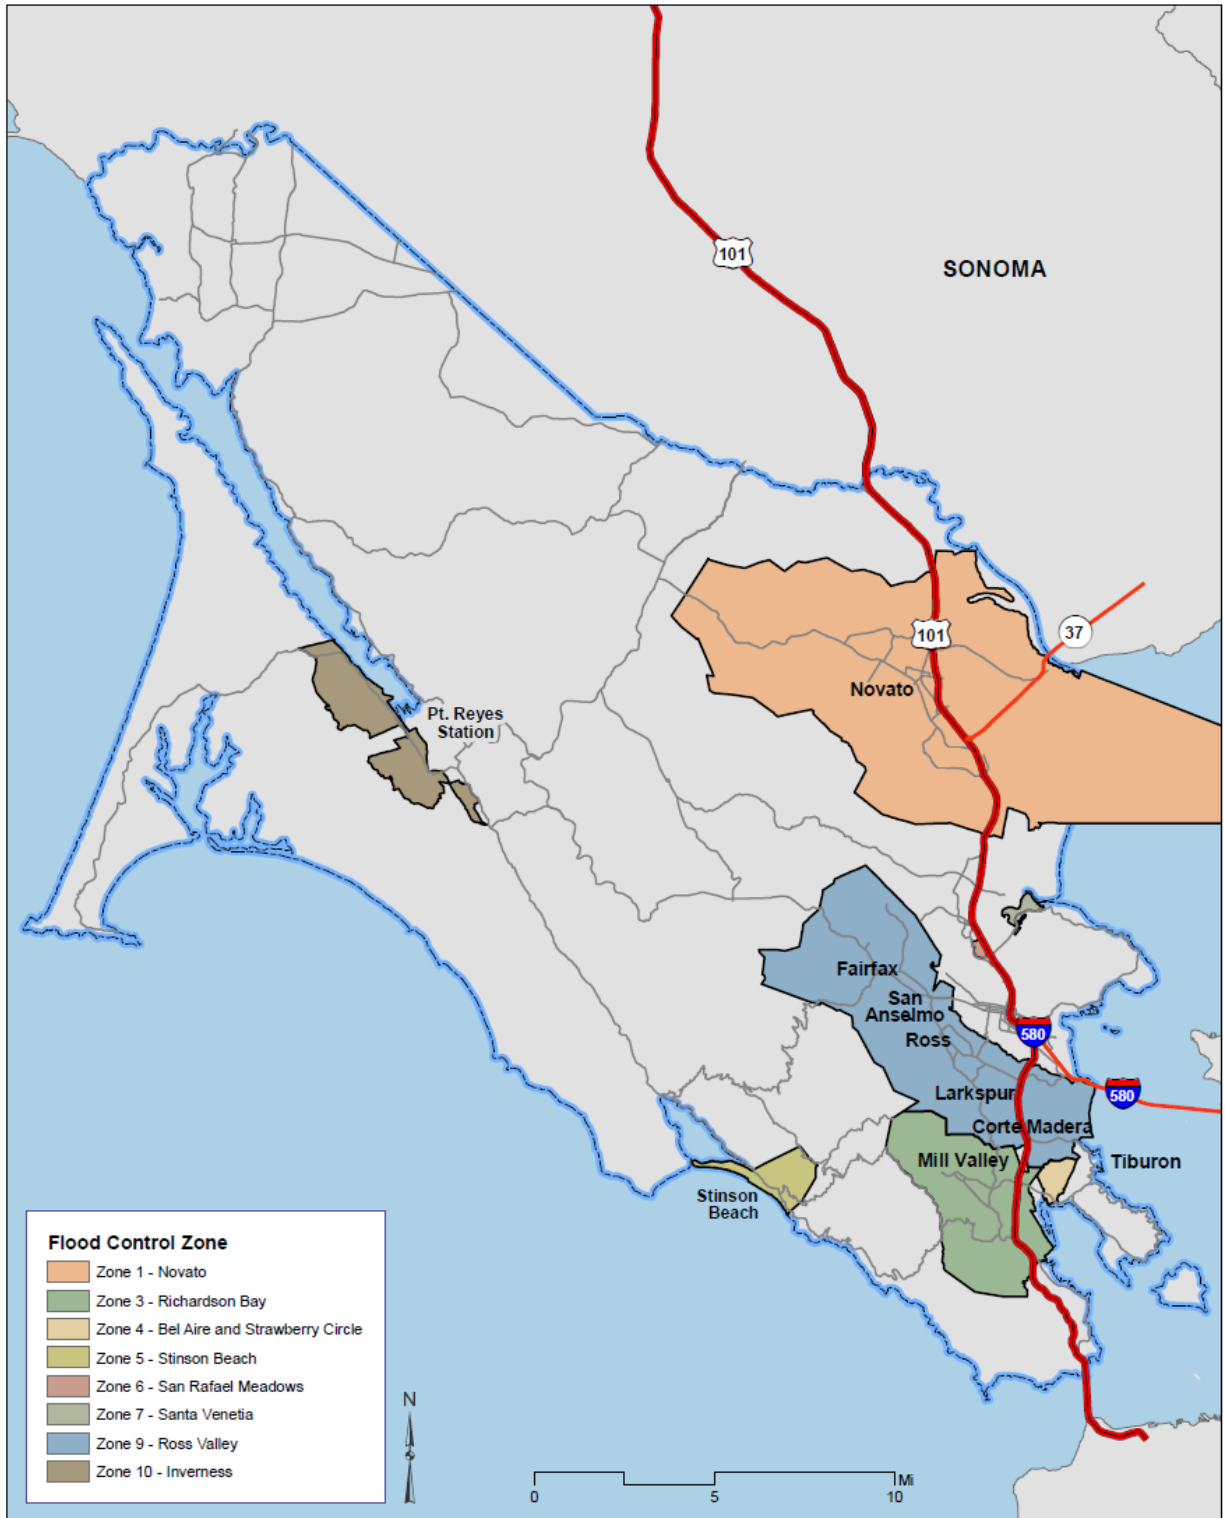 101
SONOMA
101
37
Novato
Pt. Reyes
Station
Fairfax
San
Anselmo
Ross
580
580
Larkspur
Corte Madera
Mill Valley
Tiburon
Stinson
Beach
Flood Control Zone
Zone 1 - Novato
Zone 3 - Richardson Bay
Zone 4 - Bel Aire and Strawberry Circle
Zone 5 - Stinson Beach
Zone 6 - San Rafael Meadows
Zone 7 - Santa Venetia
Zone 9 - Ross Valley
Zone 10 - Inverness
N
Mi
0 5 10